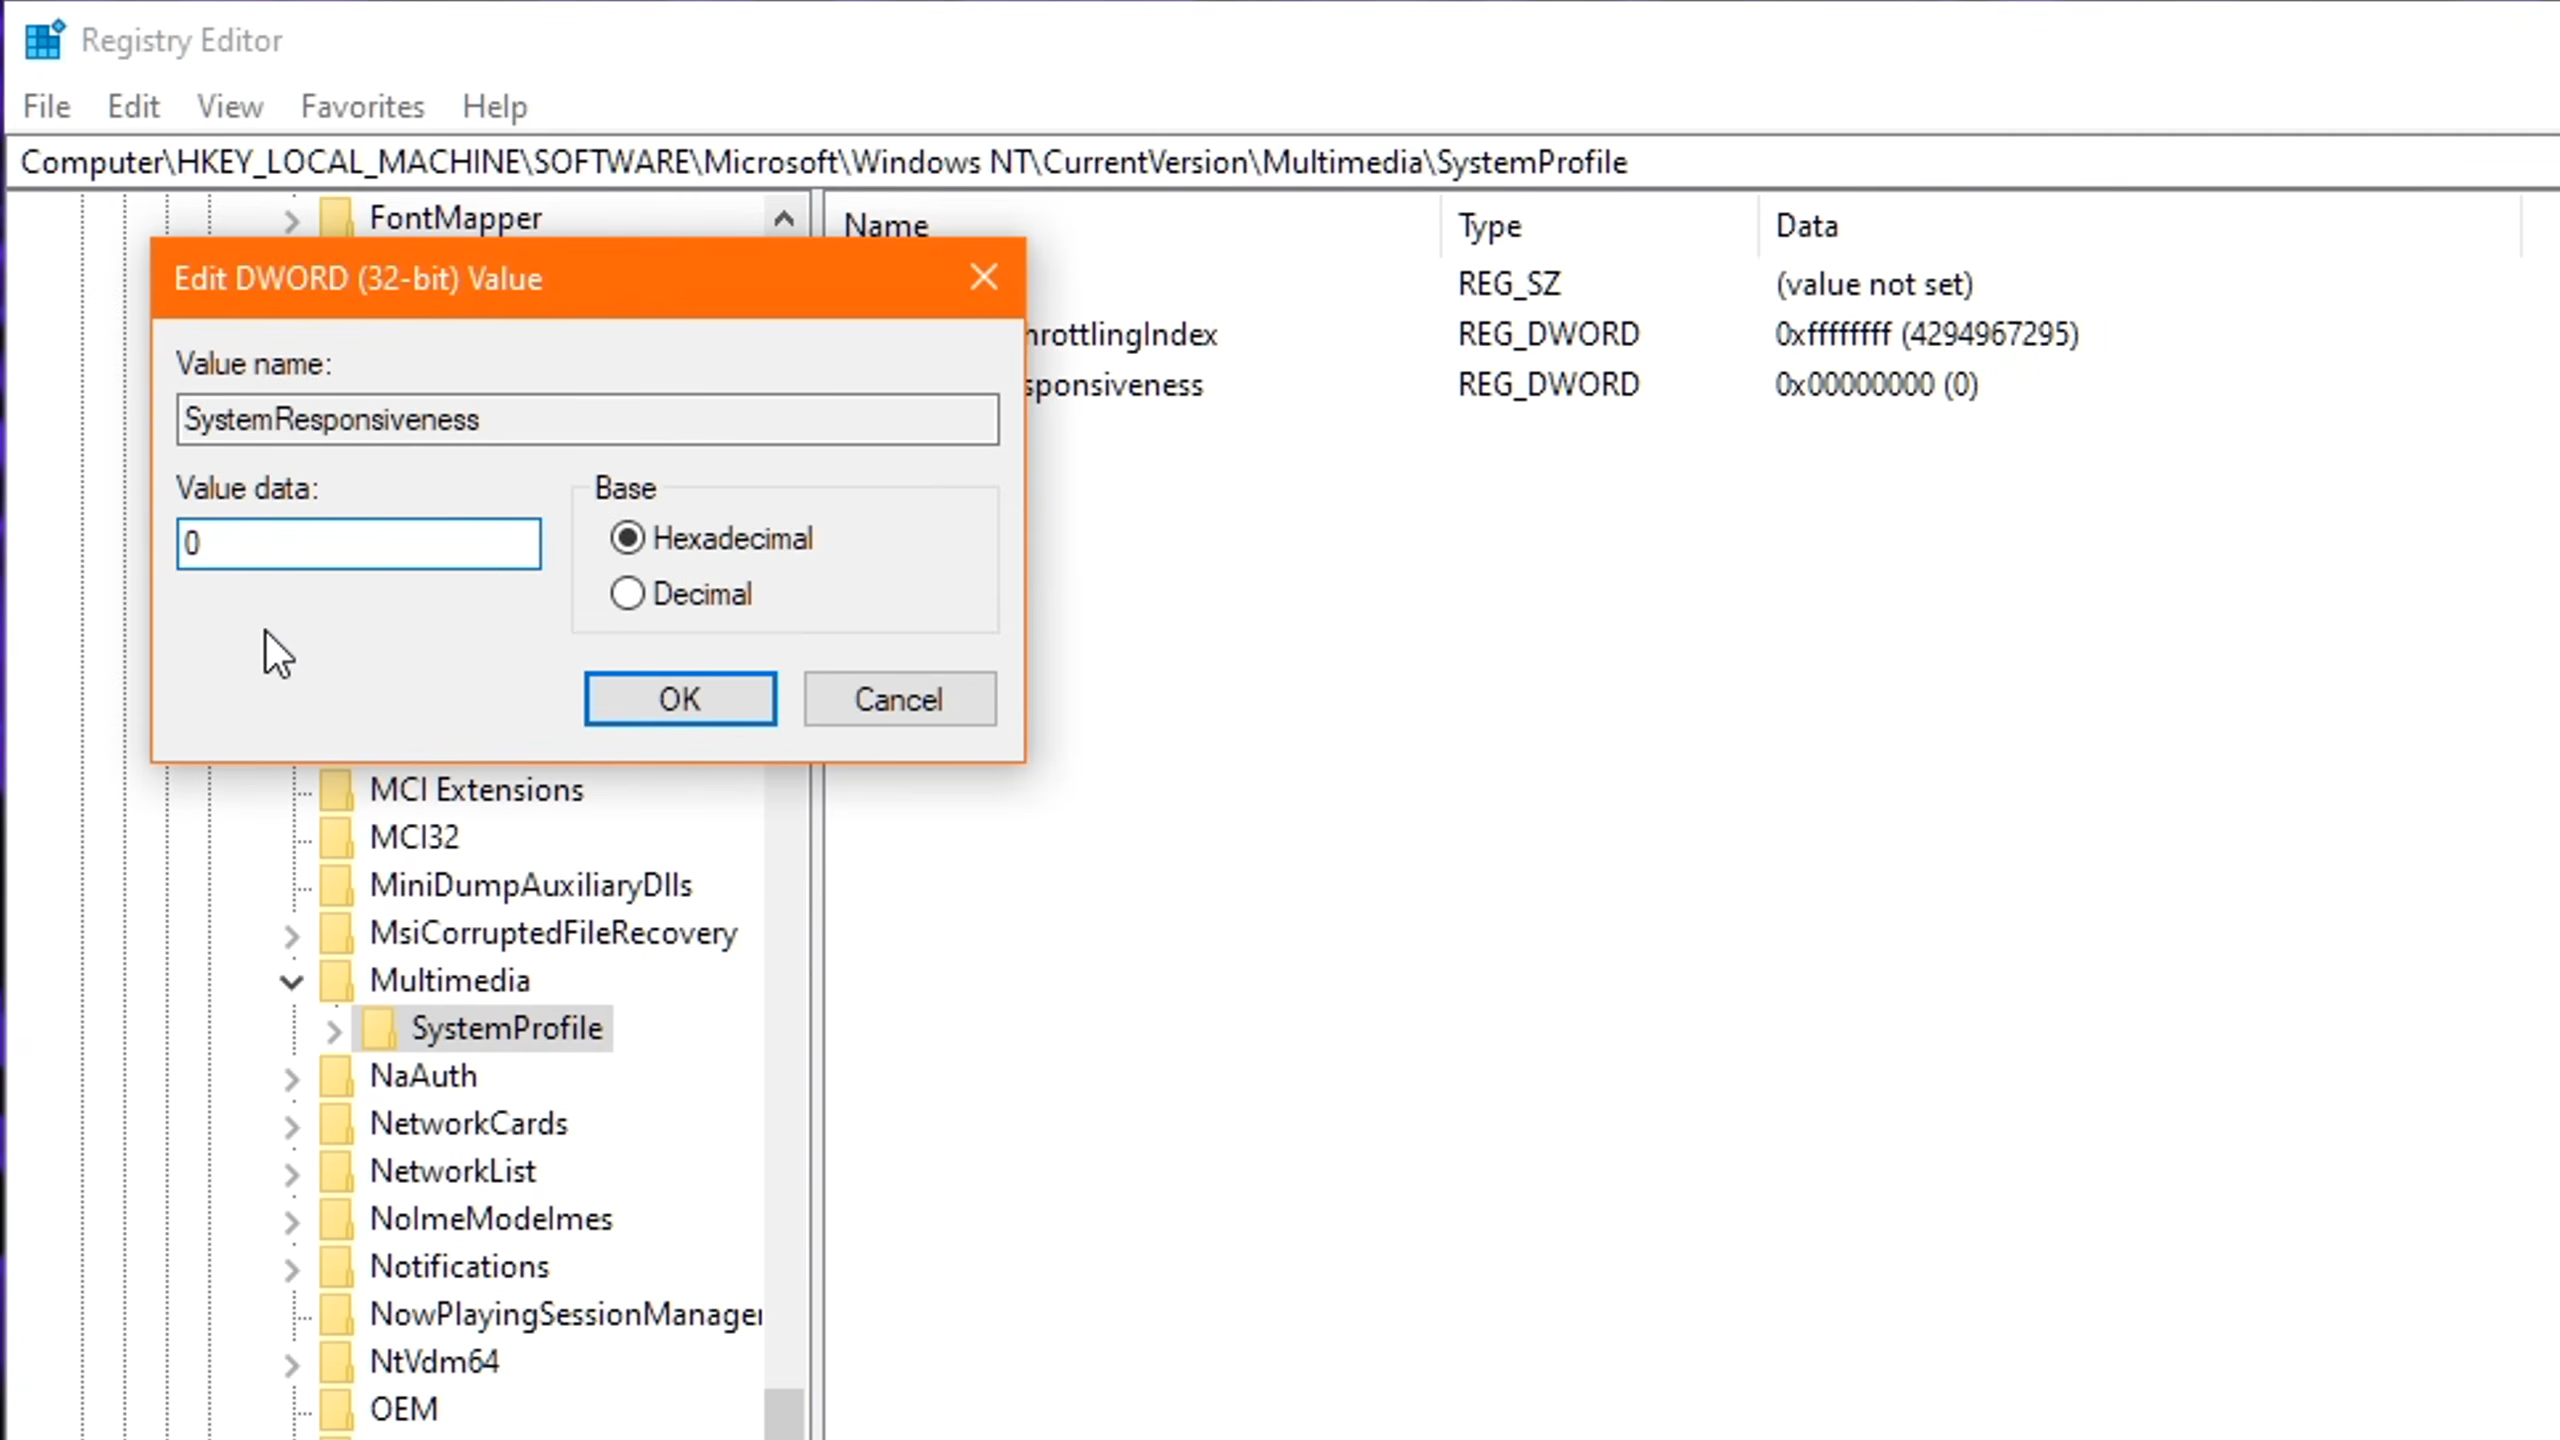 Registry Editor
File Edit View Favorites Help
Computer\HKEY_LOCAL_MACHINE\SOFTWARE\Microsoft\Windows NT\CurrentVersion\Multimedia\SystemProfile
FontMapper
Name Type Data
REG_SZ (value not set)
hrottlingIndex REG_DWORD 0xffffffff (4294967295)
sponsiveness REG_DWORD 0x00000000 (0)
Edit DWORD (32-bit) Value
Value name:
SystemResponsiveness
Value data:
0
Base
Hexadecimal
Decimal
OK Cancel
MCI Extensions
MCI32
MiniDumpAuxiliaryDlls
MsiCorruptedFileRecovery
Multimedia
SystemProfile
NaAuth
NetworkCards
NetworkList
NoImeModeImes
Notifications
NowPlayingSessionManager
NtVdm64
OEM